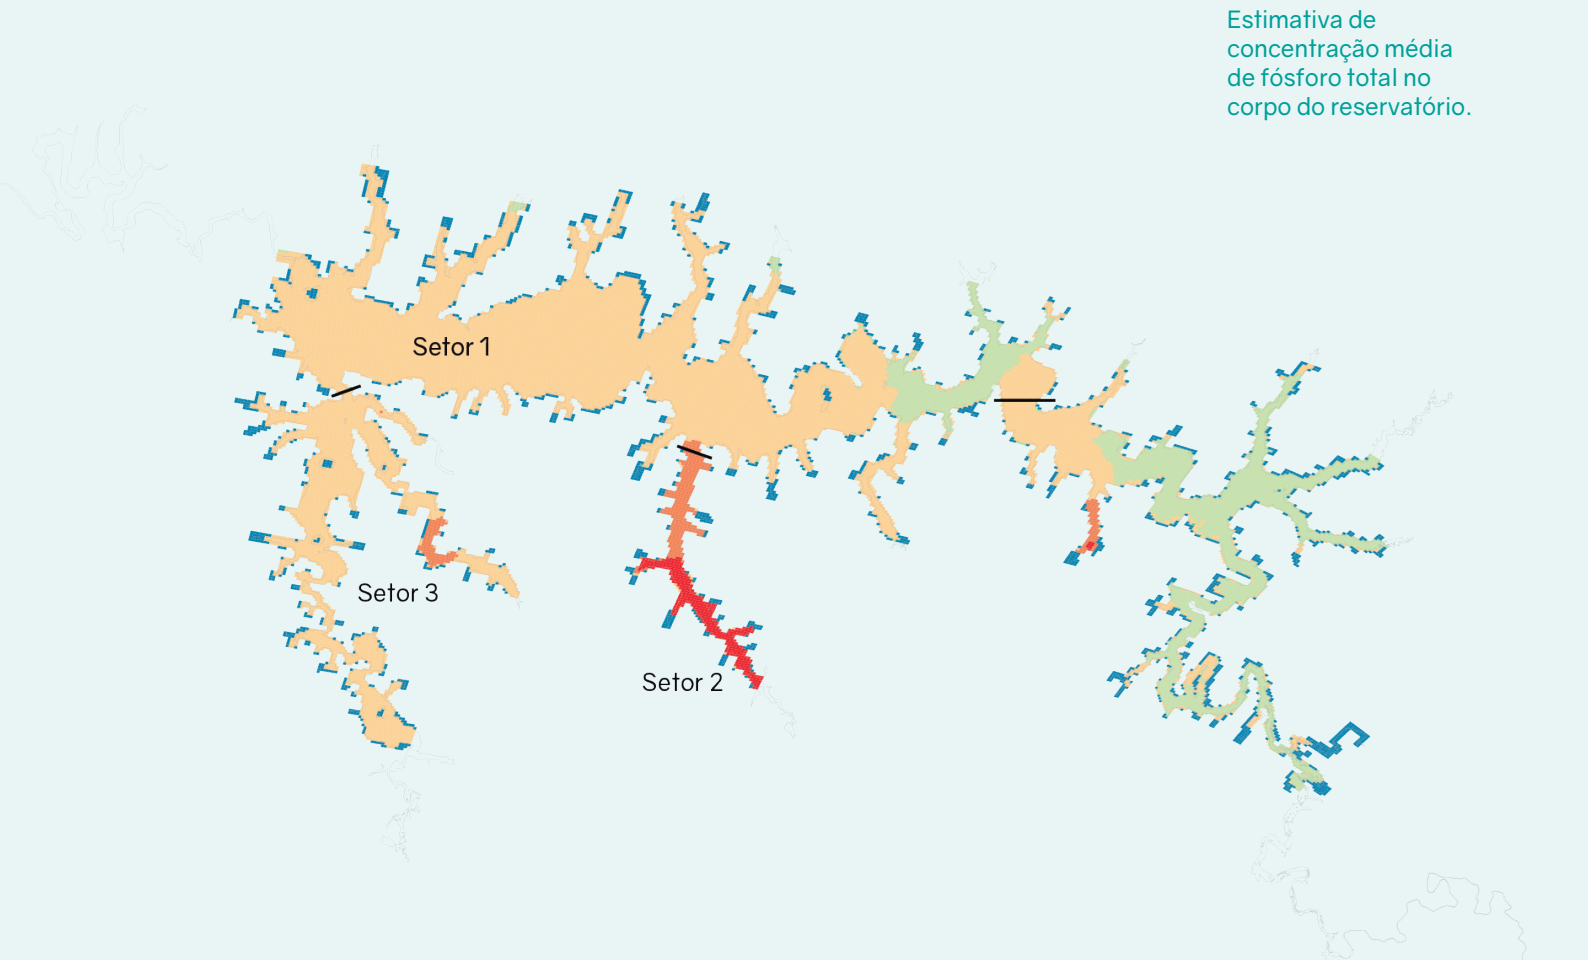 Estimativa de
concentração média
de fósforo total no
corpo do reservatório.
Setor 1
Setor 3
Setor 2